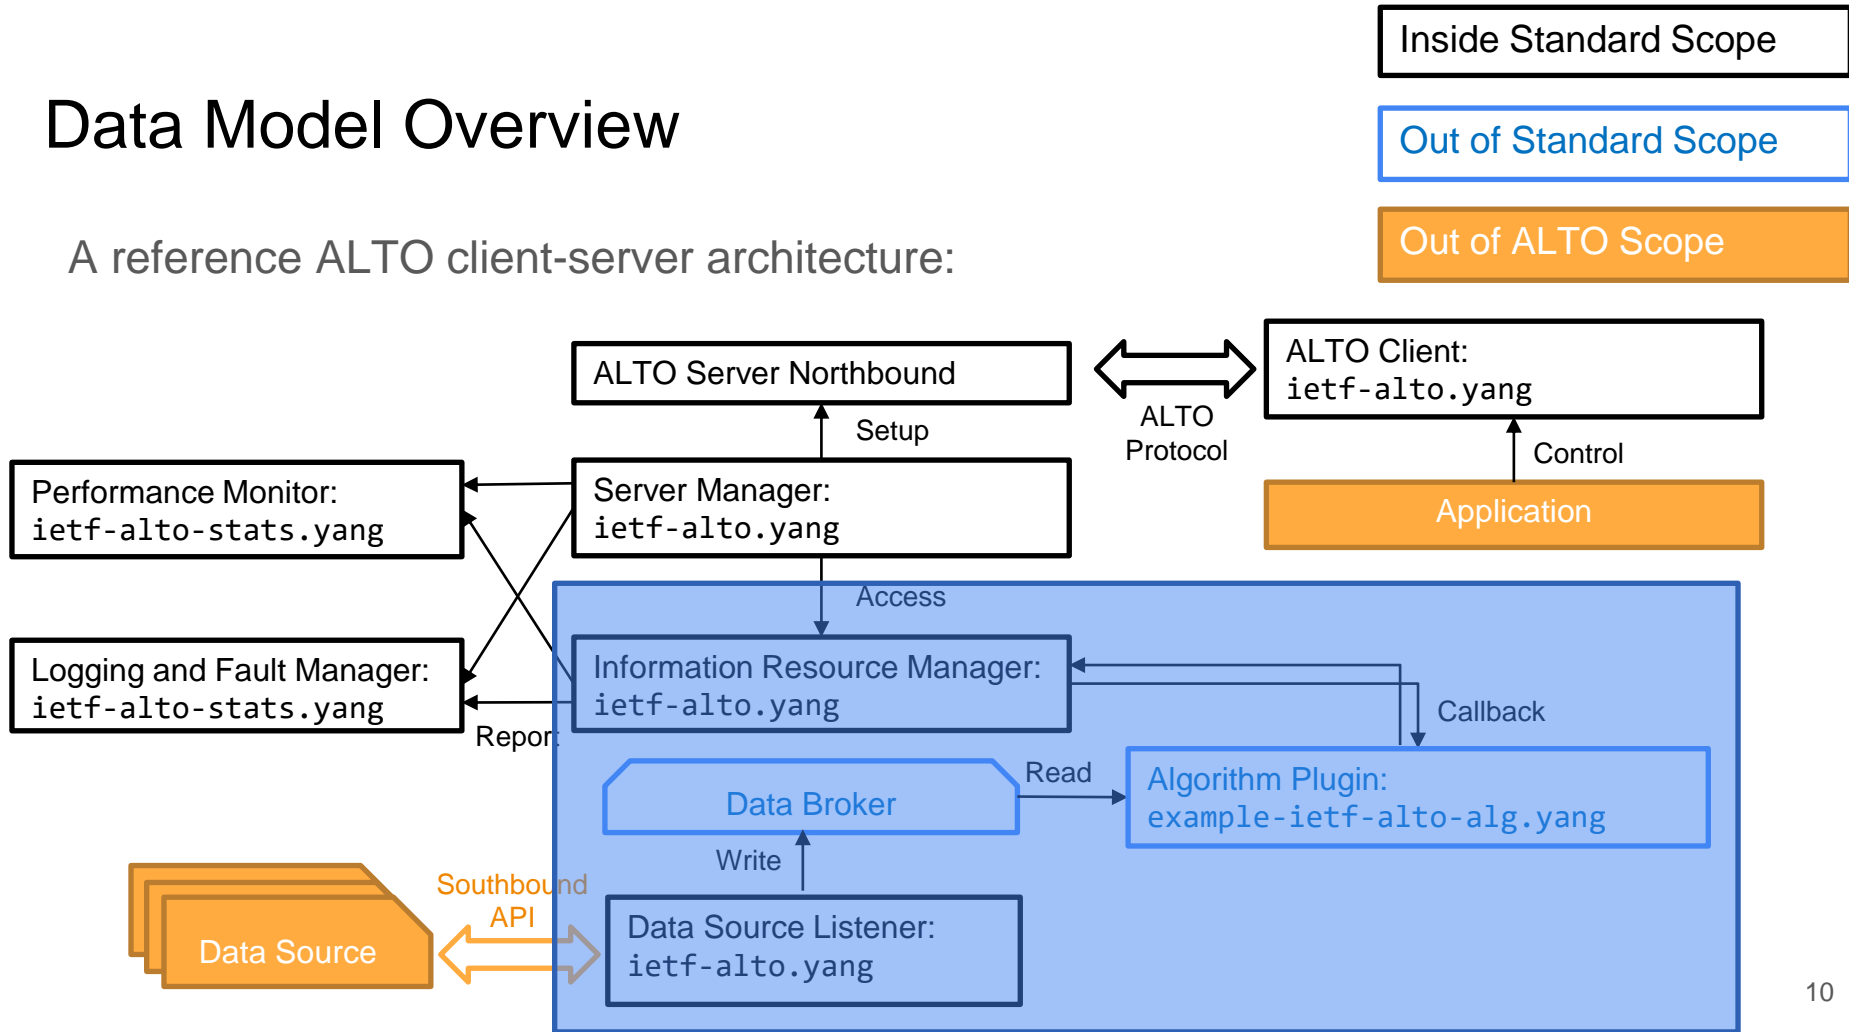 Inside Standard Scope
Data Model Overview
Out of Standard Scope
Out of ALTO Scope
A reference ALTO client-server architecture:
ALTO Server Northbound
ALTO
Protocol
ALTO Client:
ietf-alto.yang
Setup
Control
Performance Monitor:
ietf-alto-stats.yang
Server Manager:
ietf-alto.yang
Application
Access
Logging and Fault Manager:
ietf-alto-stats.yang
Information Resource Manager:
ietf-alto.yang
Report
Callback
Data Broker
Read
Algorithm Plugin:
example-ietf-alto-alg.yang
Write
Southbound
API
Data Source
Data Source Listener:
ietf-alto.yang
10